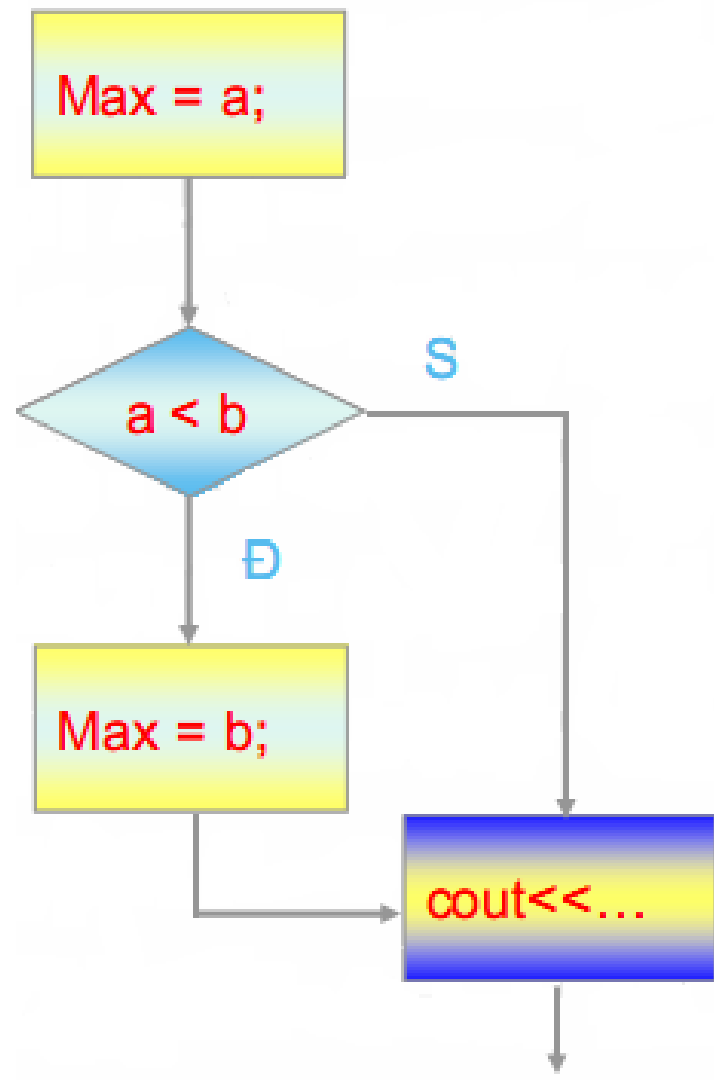 Max = a;
a < b
S
Đ
Max = b;
cout<<...